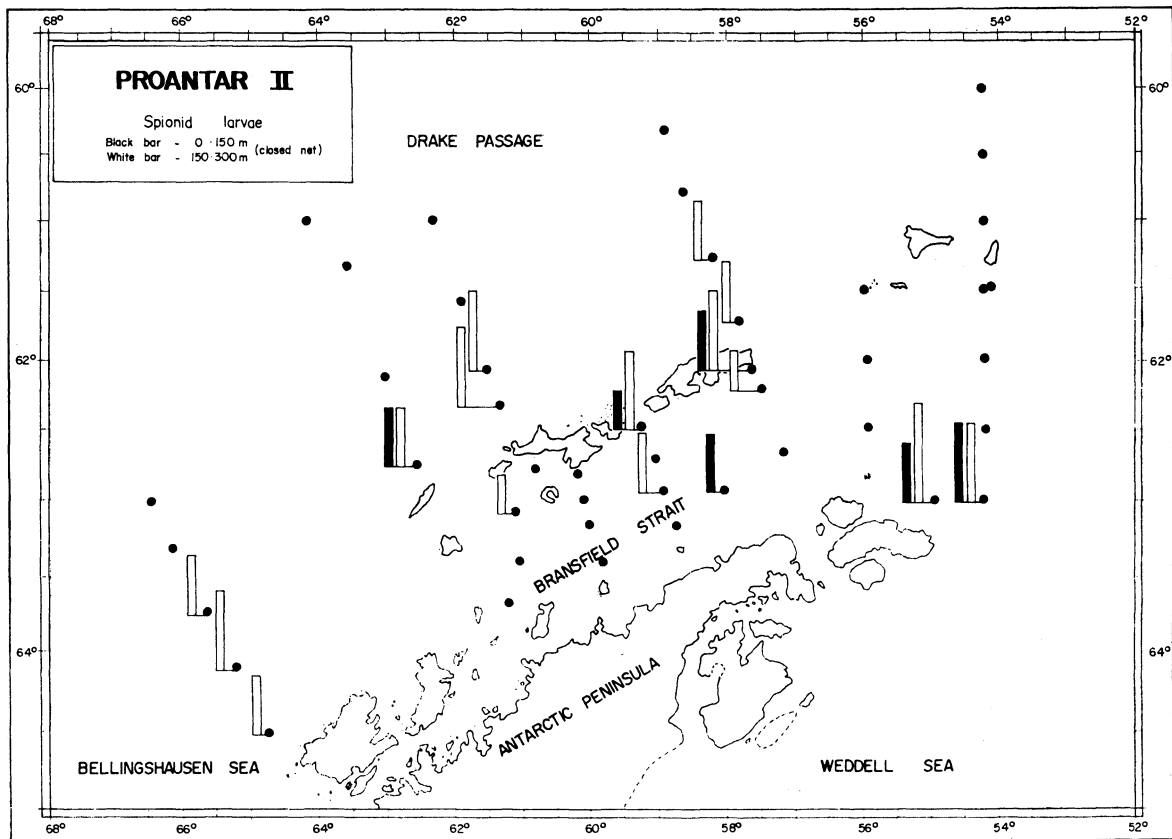 68° 66° 64° 62° 60° 58° 56° 54° 52°
PROANTAR II
Spionid larvae
Black bar - 0-150 m
White bar - 150-300 m (closed net)
DRAKE PASSAGE
60° 60°
62° 62°
64° 64°
BRANSFIELD STRAIT
ANTARCTIC PENINSULA
BELLINGSHAUSEN SEA
WEDDELL SEA
68° 66° 64° 62° 60° 58° 56° 54° 52°